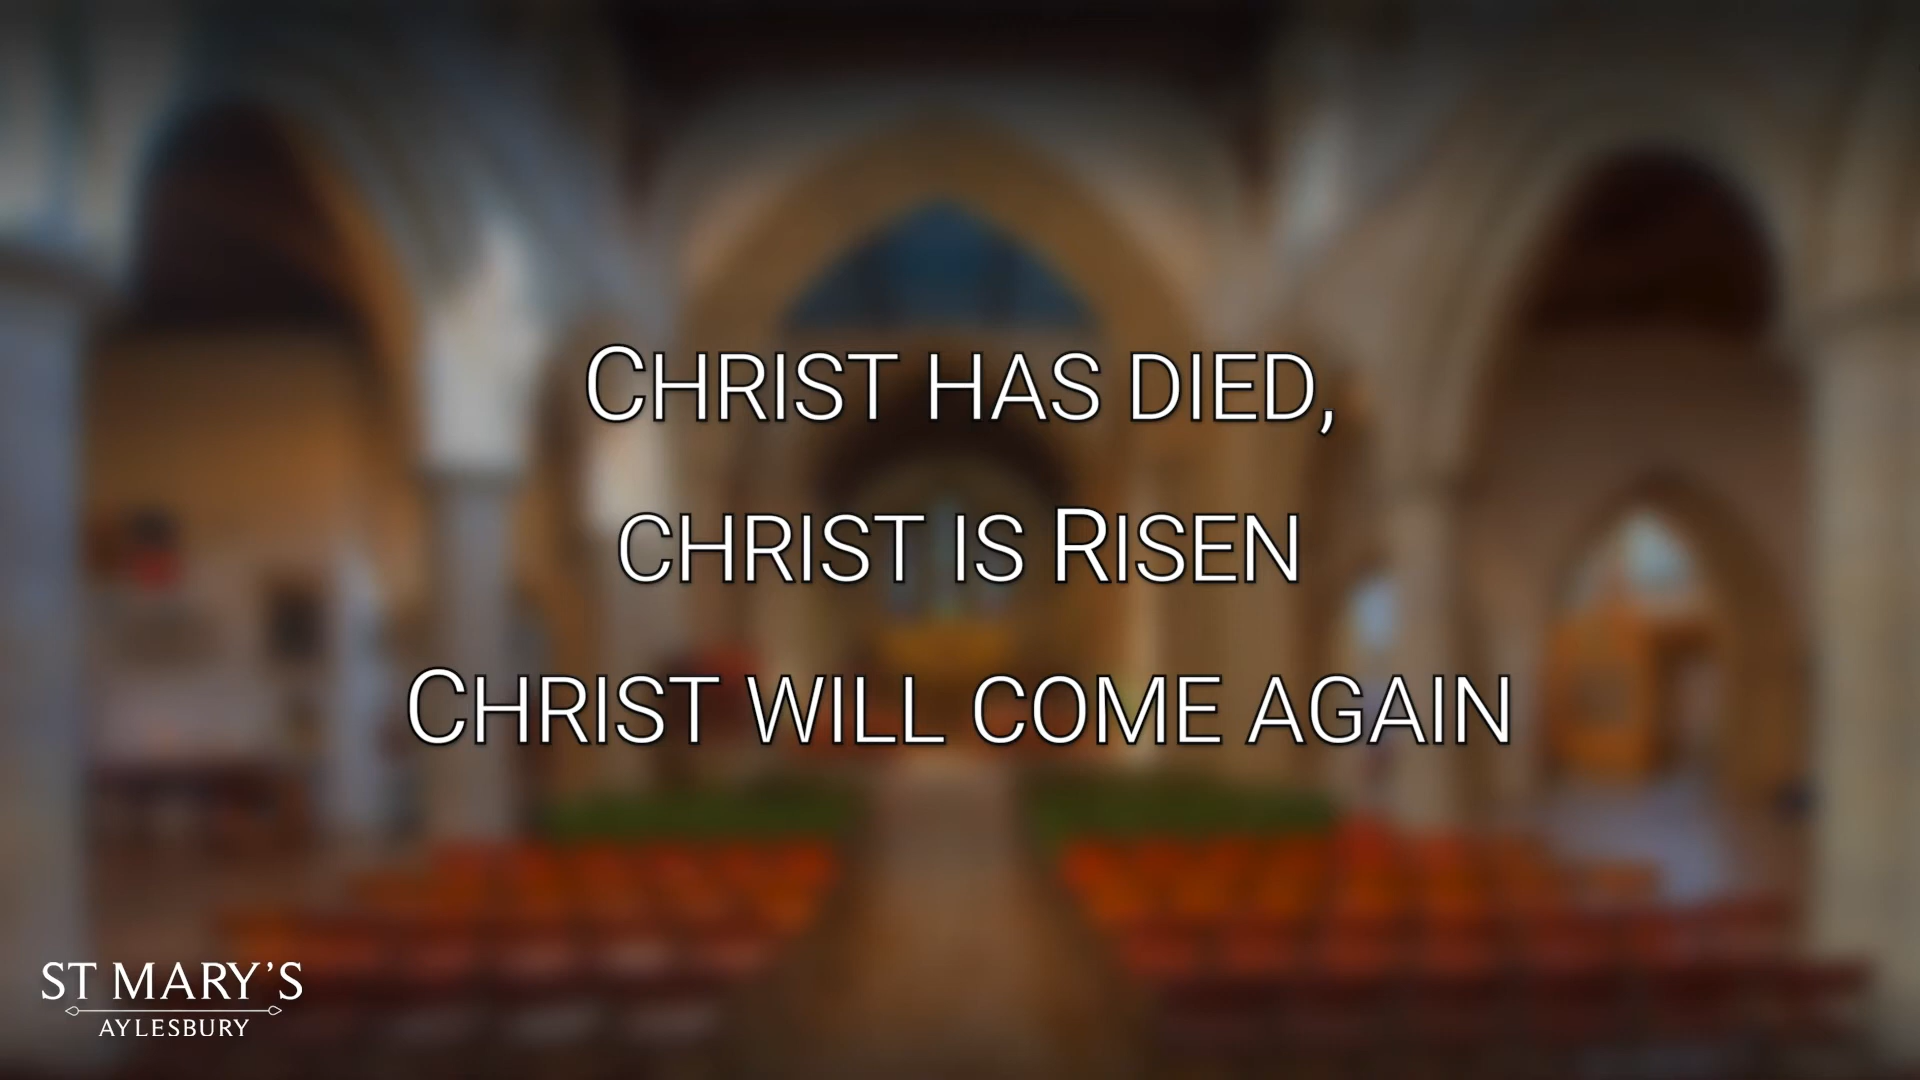 Christ has died,
christ is Risen
Christ will come again
ST MARY'S
AYLESBURY